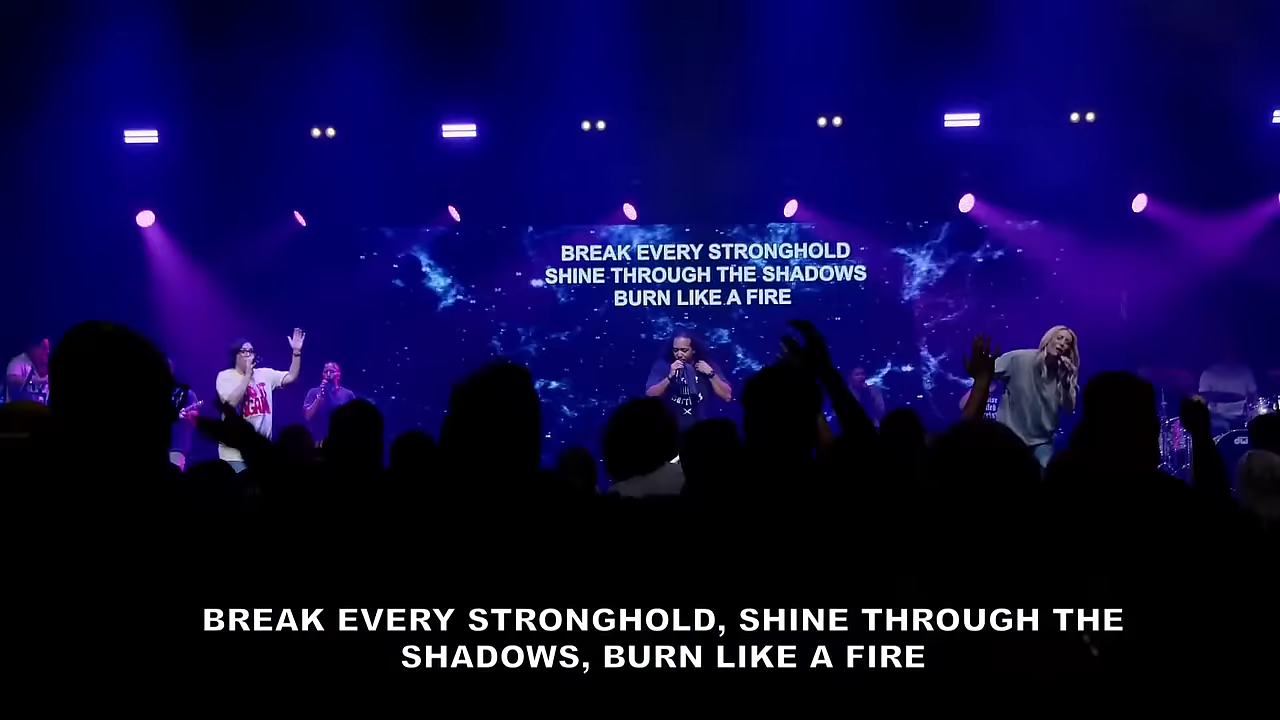 BREAK EVERY STRONGHOLD
SHINE THROUGH THE SHADOWS
BURN LIKE A FIRE
BREAK EVERY STRONGHOLD, SHINE THROUGH THE
SHADOWS, BURN LIKE A FIRE